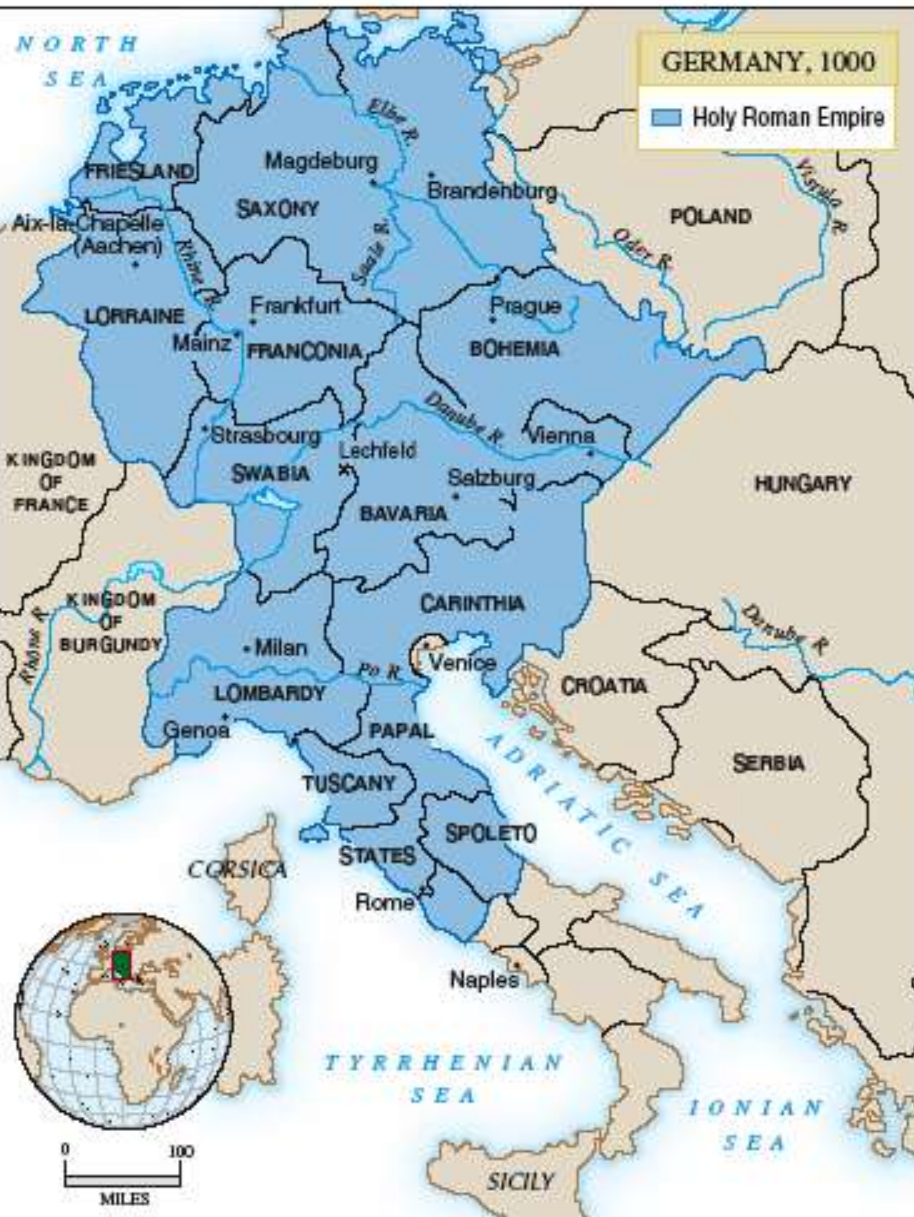 NORTH
SEA
GERMANY, 1000
Holy Roman Empire
Elbe R.
FRIESLAND
Magdeburg
Brandenburg
SAXONY
POLAND
Vistula R.
Aix-la-Chapelle
(Aachen)
Rhine R.
Saale R.
Oder R.
LORRAINE
Frankfurt
Prague
Mainz
FRANCONIA
BOHEMIA
Danube R.
Strasbourg
Lechfeld
Vienna
KINGDOM
OF
FRANCE
SWABIA
Salzburg
HUNGARY
BAVARIA
KINGDOM
OF
BURGUNDY
Rhône R.
CARINTHIA
Danube R.
Milan
Po R.
Venice
CROATIA
LOMBARDY
Genoa
PAPAL
SERBIA
TUSCANY
ADRIATIC SEA
SPOLETO
STATES
CORSICA
Rome
Naples
TYRRHENIAN
SEA
IONIAN
SEA
0 100
MILES
SICILY